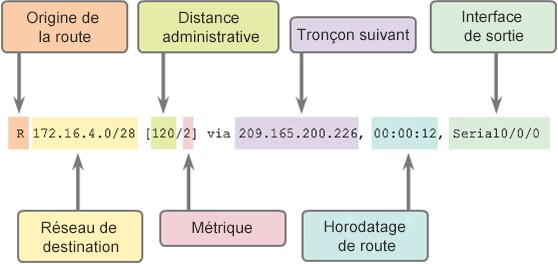 Origine de
la route
Distance
administrative
Tronçon suivant
Interface
de sortie
R 172.16.4.0/28 [120/2] via 209.165.200.226, 00:00:12, Serial0/0/0
Réseau de
destination
Métrique
Horodatage
de route